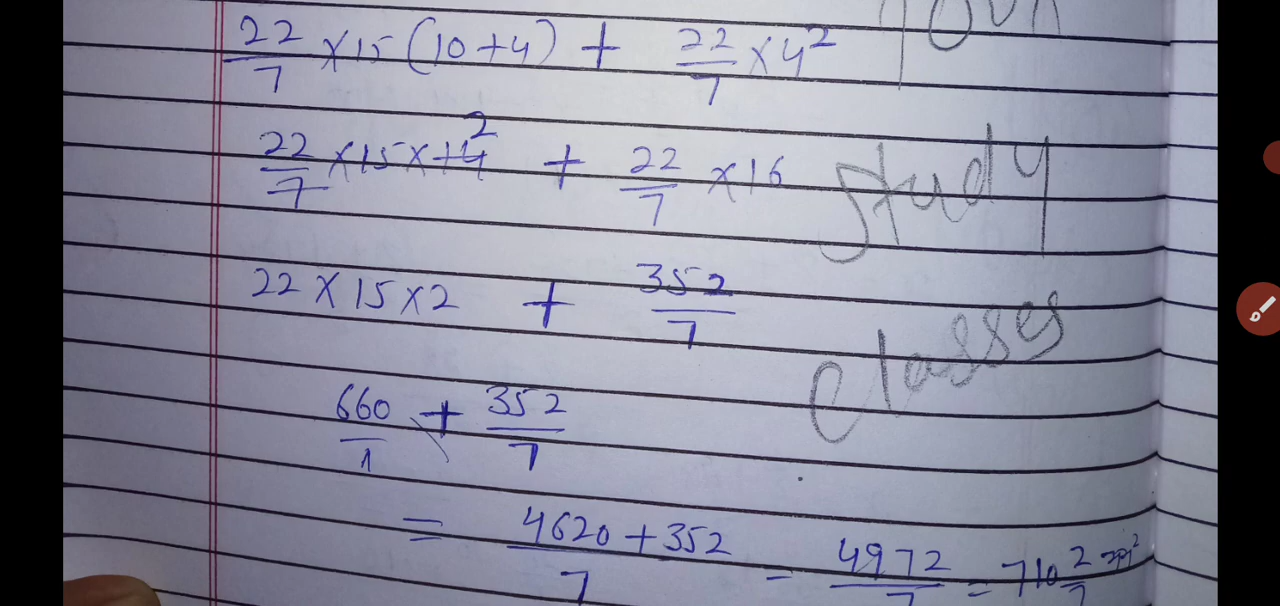 22/7 × 15 (10+4) + 22/7 × 4²
22/7 × 15 × 14 2 + 22/7 × 16
study
22 × 15 × 2 + 352/7
classes
660/1 + 352/7
= 4620+352/7 - 4972/7 = 710 2/7